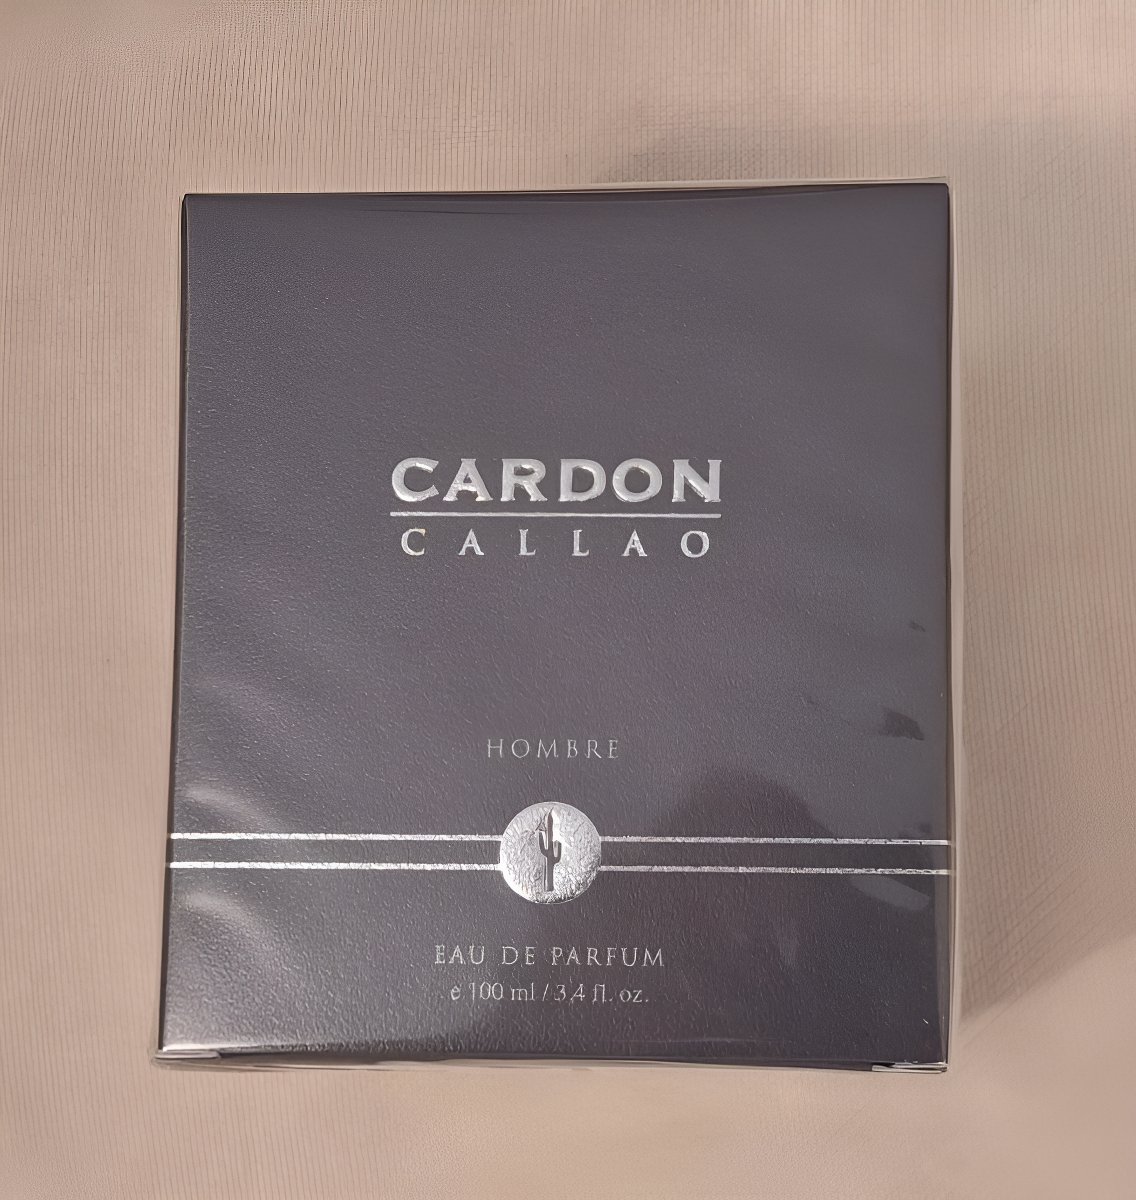 CARDON
CALLAO
HOMBRE
EAU DE PARFUM
e 100 ml / 3.4 fl. oz.